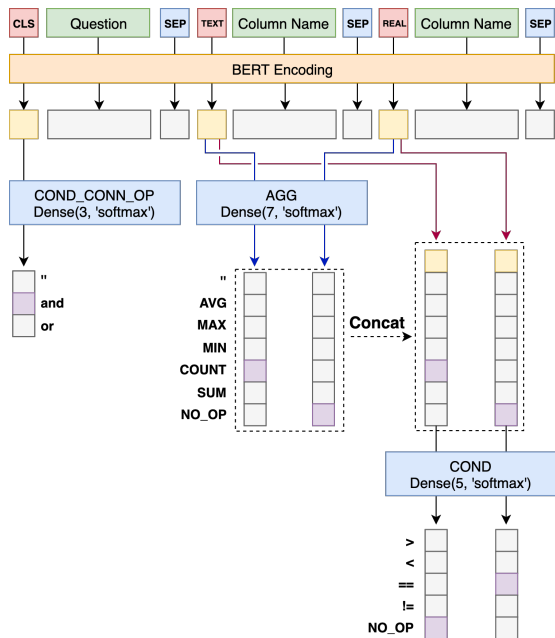 CLS Question SEP TEXT Column Name SEP REAL Column Name SEP
BERT Encoding
COND_CONN_OP
Dense(3, 'softmax')
AGG
Dense(7, 'softmax')
"
and
or
"
AVG
MAX
MIN
COUNT
SUM
NO_OP
Concat
COND
Dense(5, 'softmax')
>
<
==
!=
NO_OP